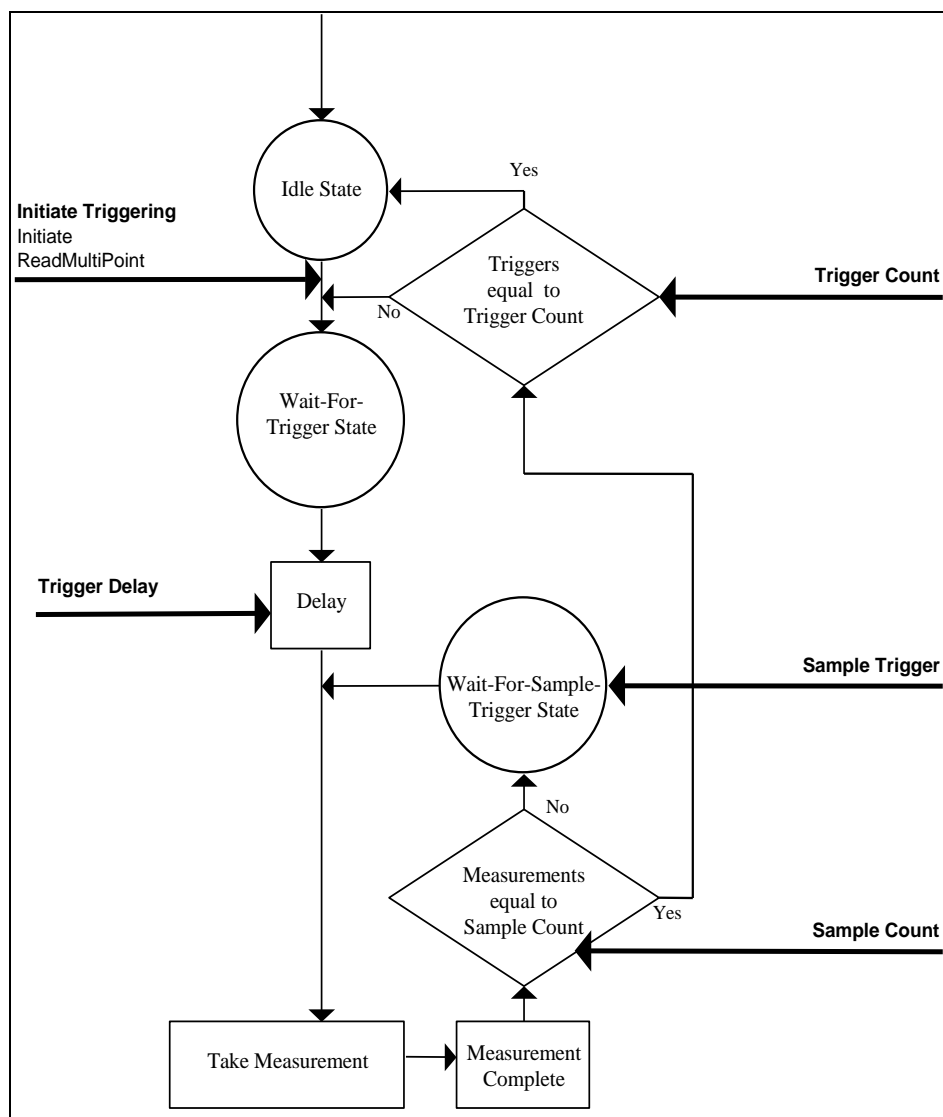 Yes
Idle State
Initiate Triggering
Initiate
ReadMultiPoint
Triggers
equal to
Trigger Count
Trigger Count
No
Wait-For-
Trigger State
Trigger Delay
Delay
Sample Trigger
Wait-For-Sample-
Trigger State
No
Measurements
equal to
Sample Count
Yes
Sample Count
Take Measurement
Measurement
Complete